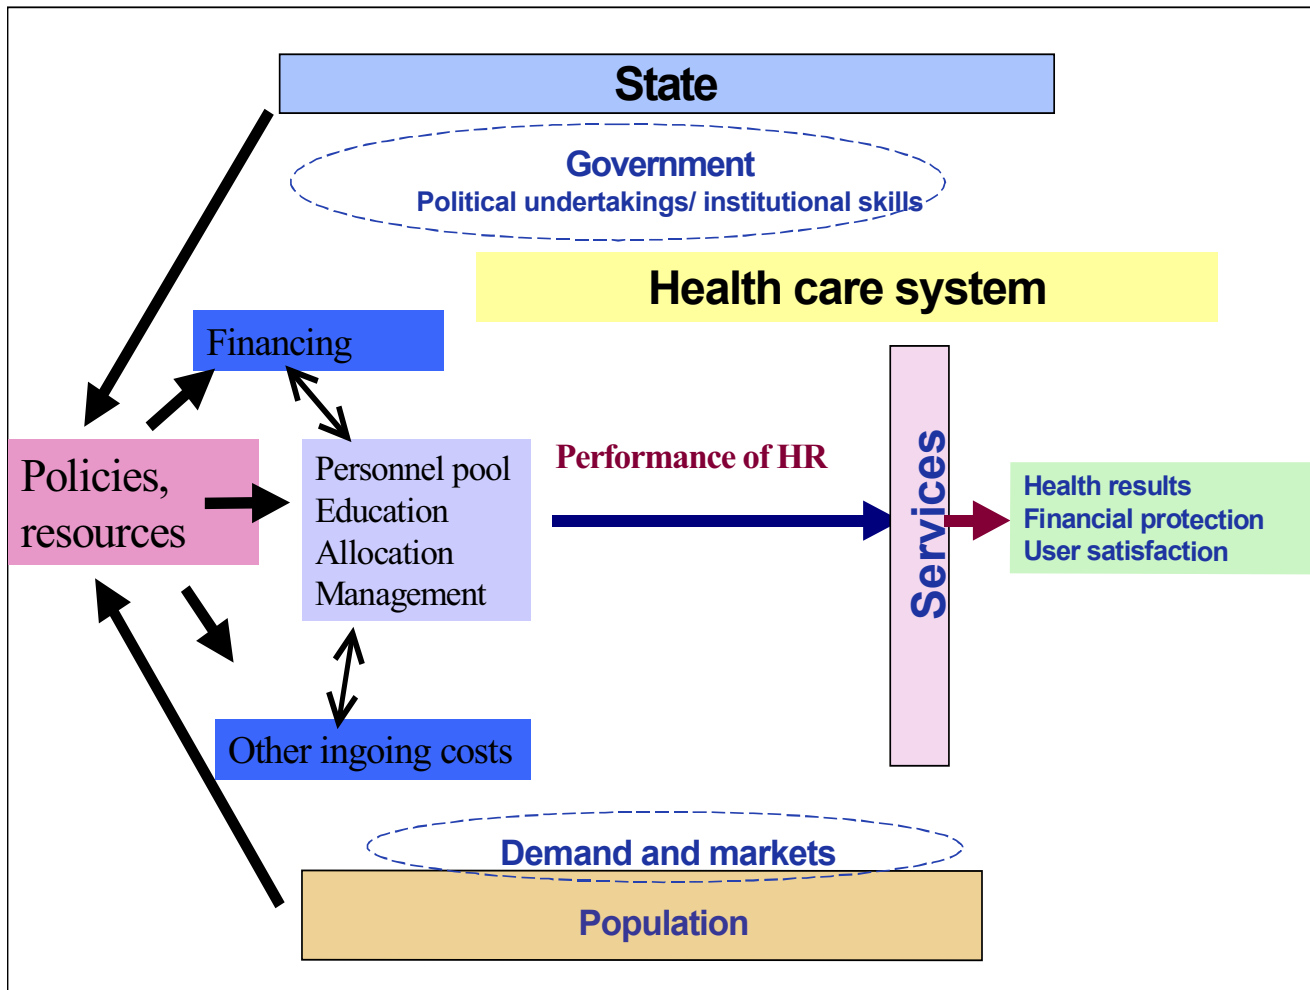 State
Government
Political undertakings/ institutional skills
Health care system
Financing
Policies,
resources
Personnel pool
Education
Allocation
Management
Performance of HR
Services
Health results
Financial protection
User satisfaction
Other ingoing costs
Demand and markets
Population